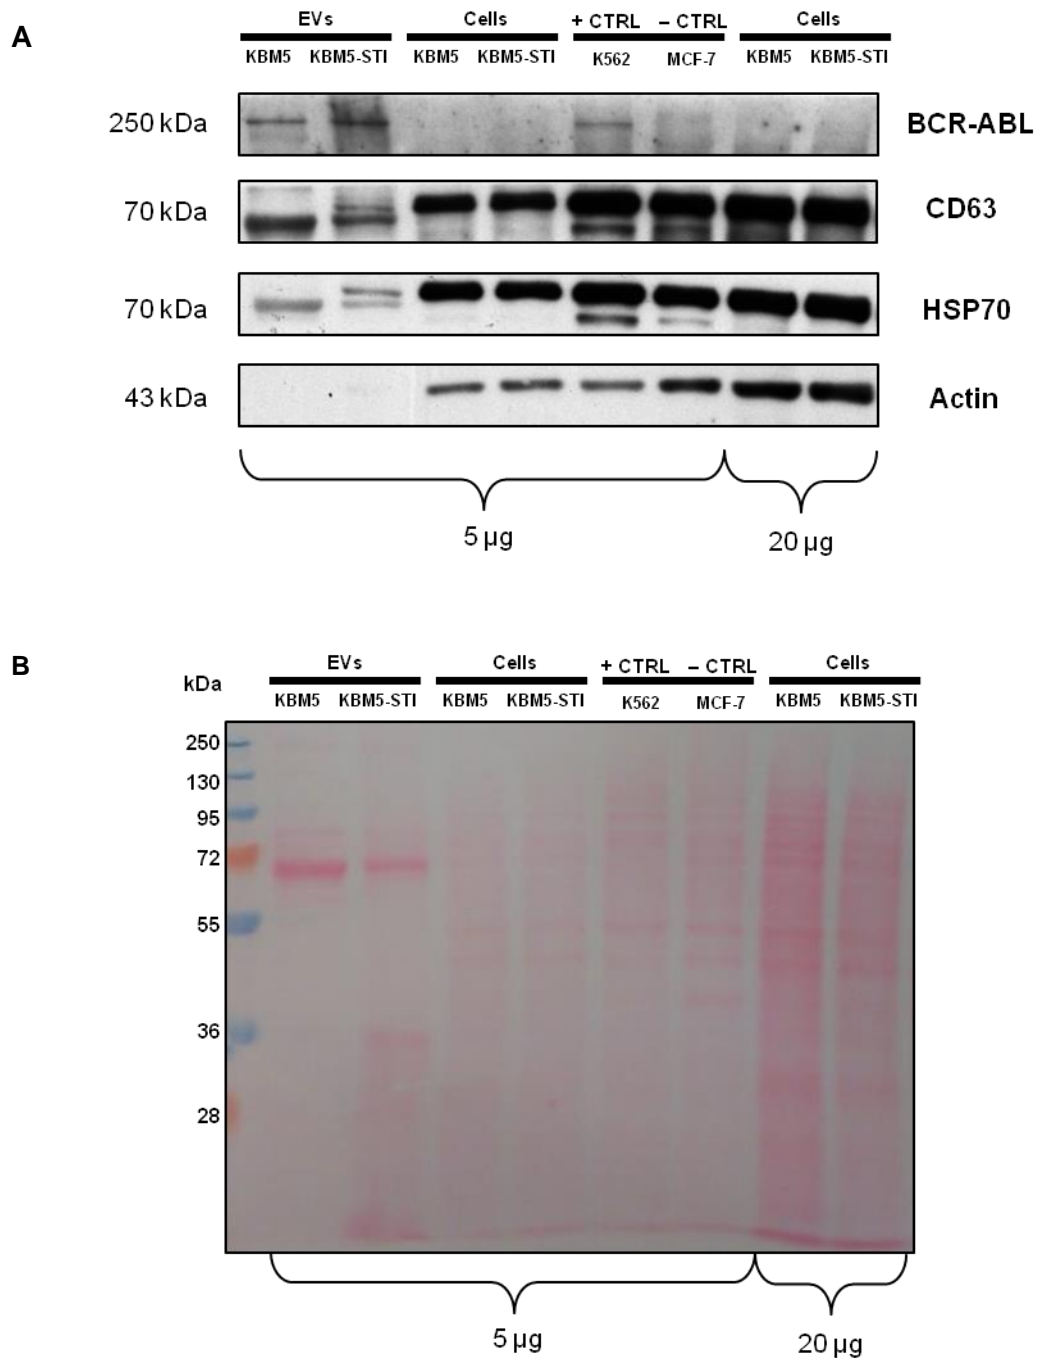 A
EVs Cells + CTRL – CTRL Cells
KBM5 KBM5-STI KBM5 KBM5-STI K562 MCF-7 KBM5 KBM5-STI
250 kDa BCR-ABL
70 kDa CD63
70 kDa HSP70
43 kDa Actin
5 µg 20 µg
B
EVs Cells + CTRL – CTRL Cells
kDa KBM5 KBM5-STI KBM5 KBM5-STI K562 MCF-7 KBM5 KBM5-STI
250
130
95
72
55
36
28
5 µg 20 µg